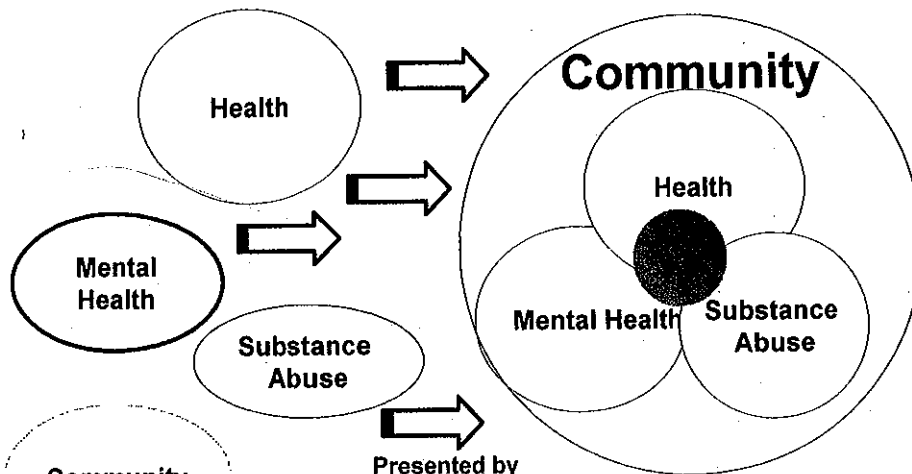 Community
Health
Health
Mental
Health
Mental Health
Substance
Abuse
Substance
Abuse
Presented by